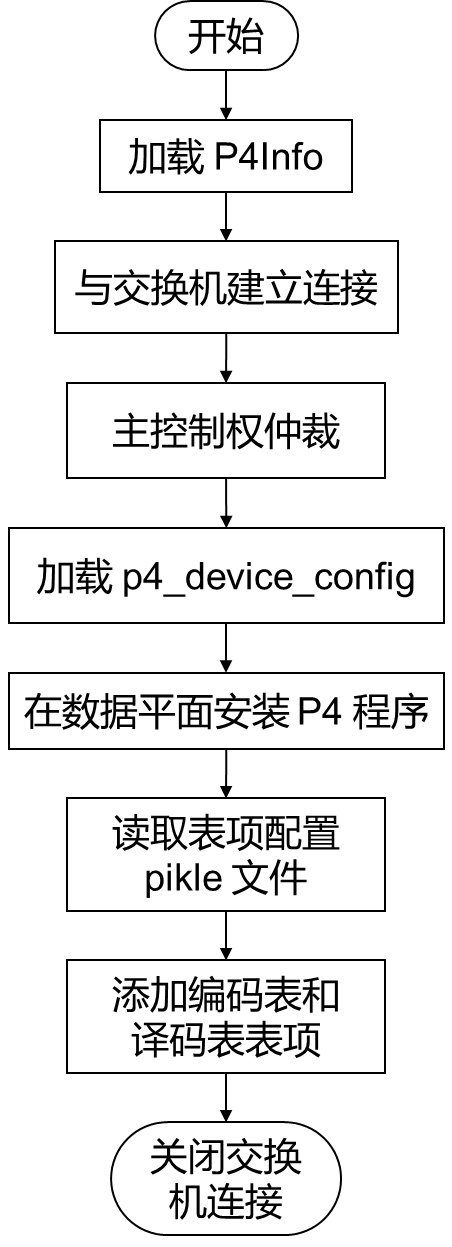 开始
加载 P4Info
与交换机建立连接
主控制权仲裁
加载 p4_device_config
在数据平面安装 P4 程序
读取表项配置
pikle 文件
添加编码表和
译码表表项
关闭交换
机连接